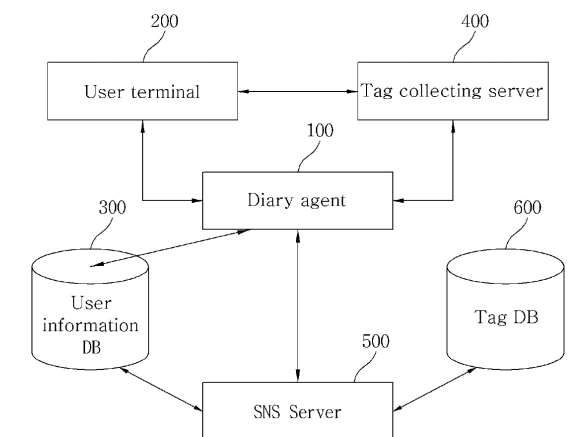 200
400
User terminal
Tag collecting server
100
Diary agent
300
600
User
information
DB
Tag DB
500
SNS Server